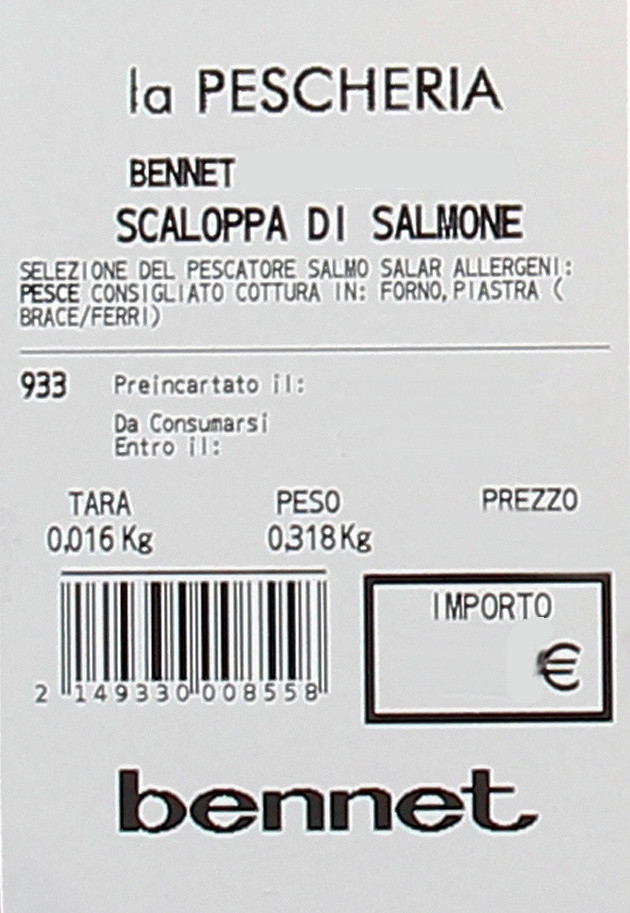 la PESCHERIA
BENNET
SCALOPPA DI SALMONE
SELEZIONE DEL PESCATORE SALMO SALAR ALLERGENI:
PESCE CONSIGLIATO COTTURA IN: FORNO,PIASTRA (
BRACE/FERRI)
933 Preincartato il:
Da Consumarsi
Entro il:
TARA PESO PREZZO
0,016 Kg 0,318 Kg
IMPORTO
€
2 149330 008558
bennet